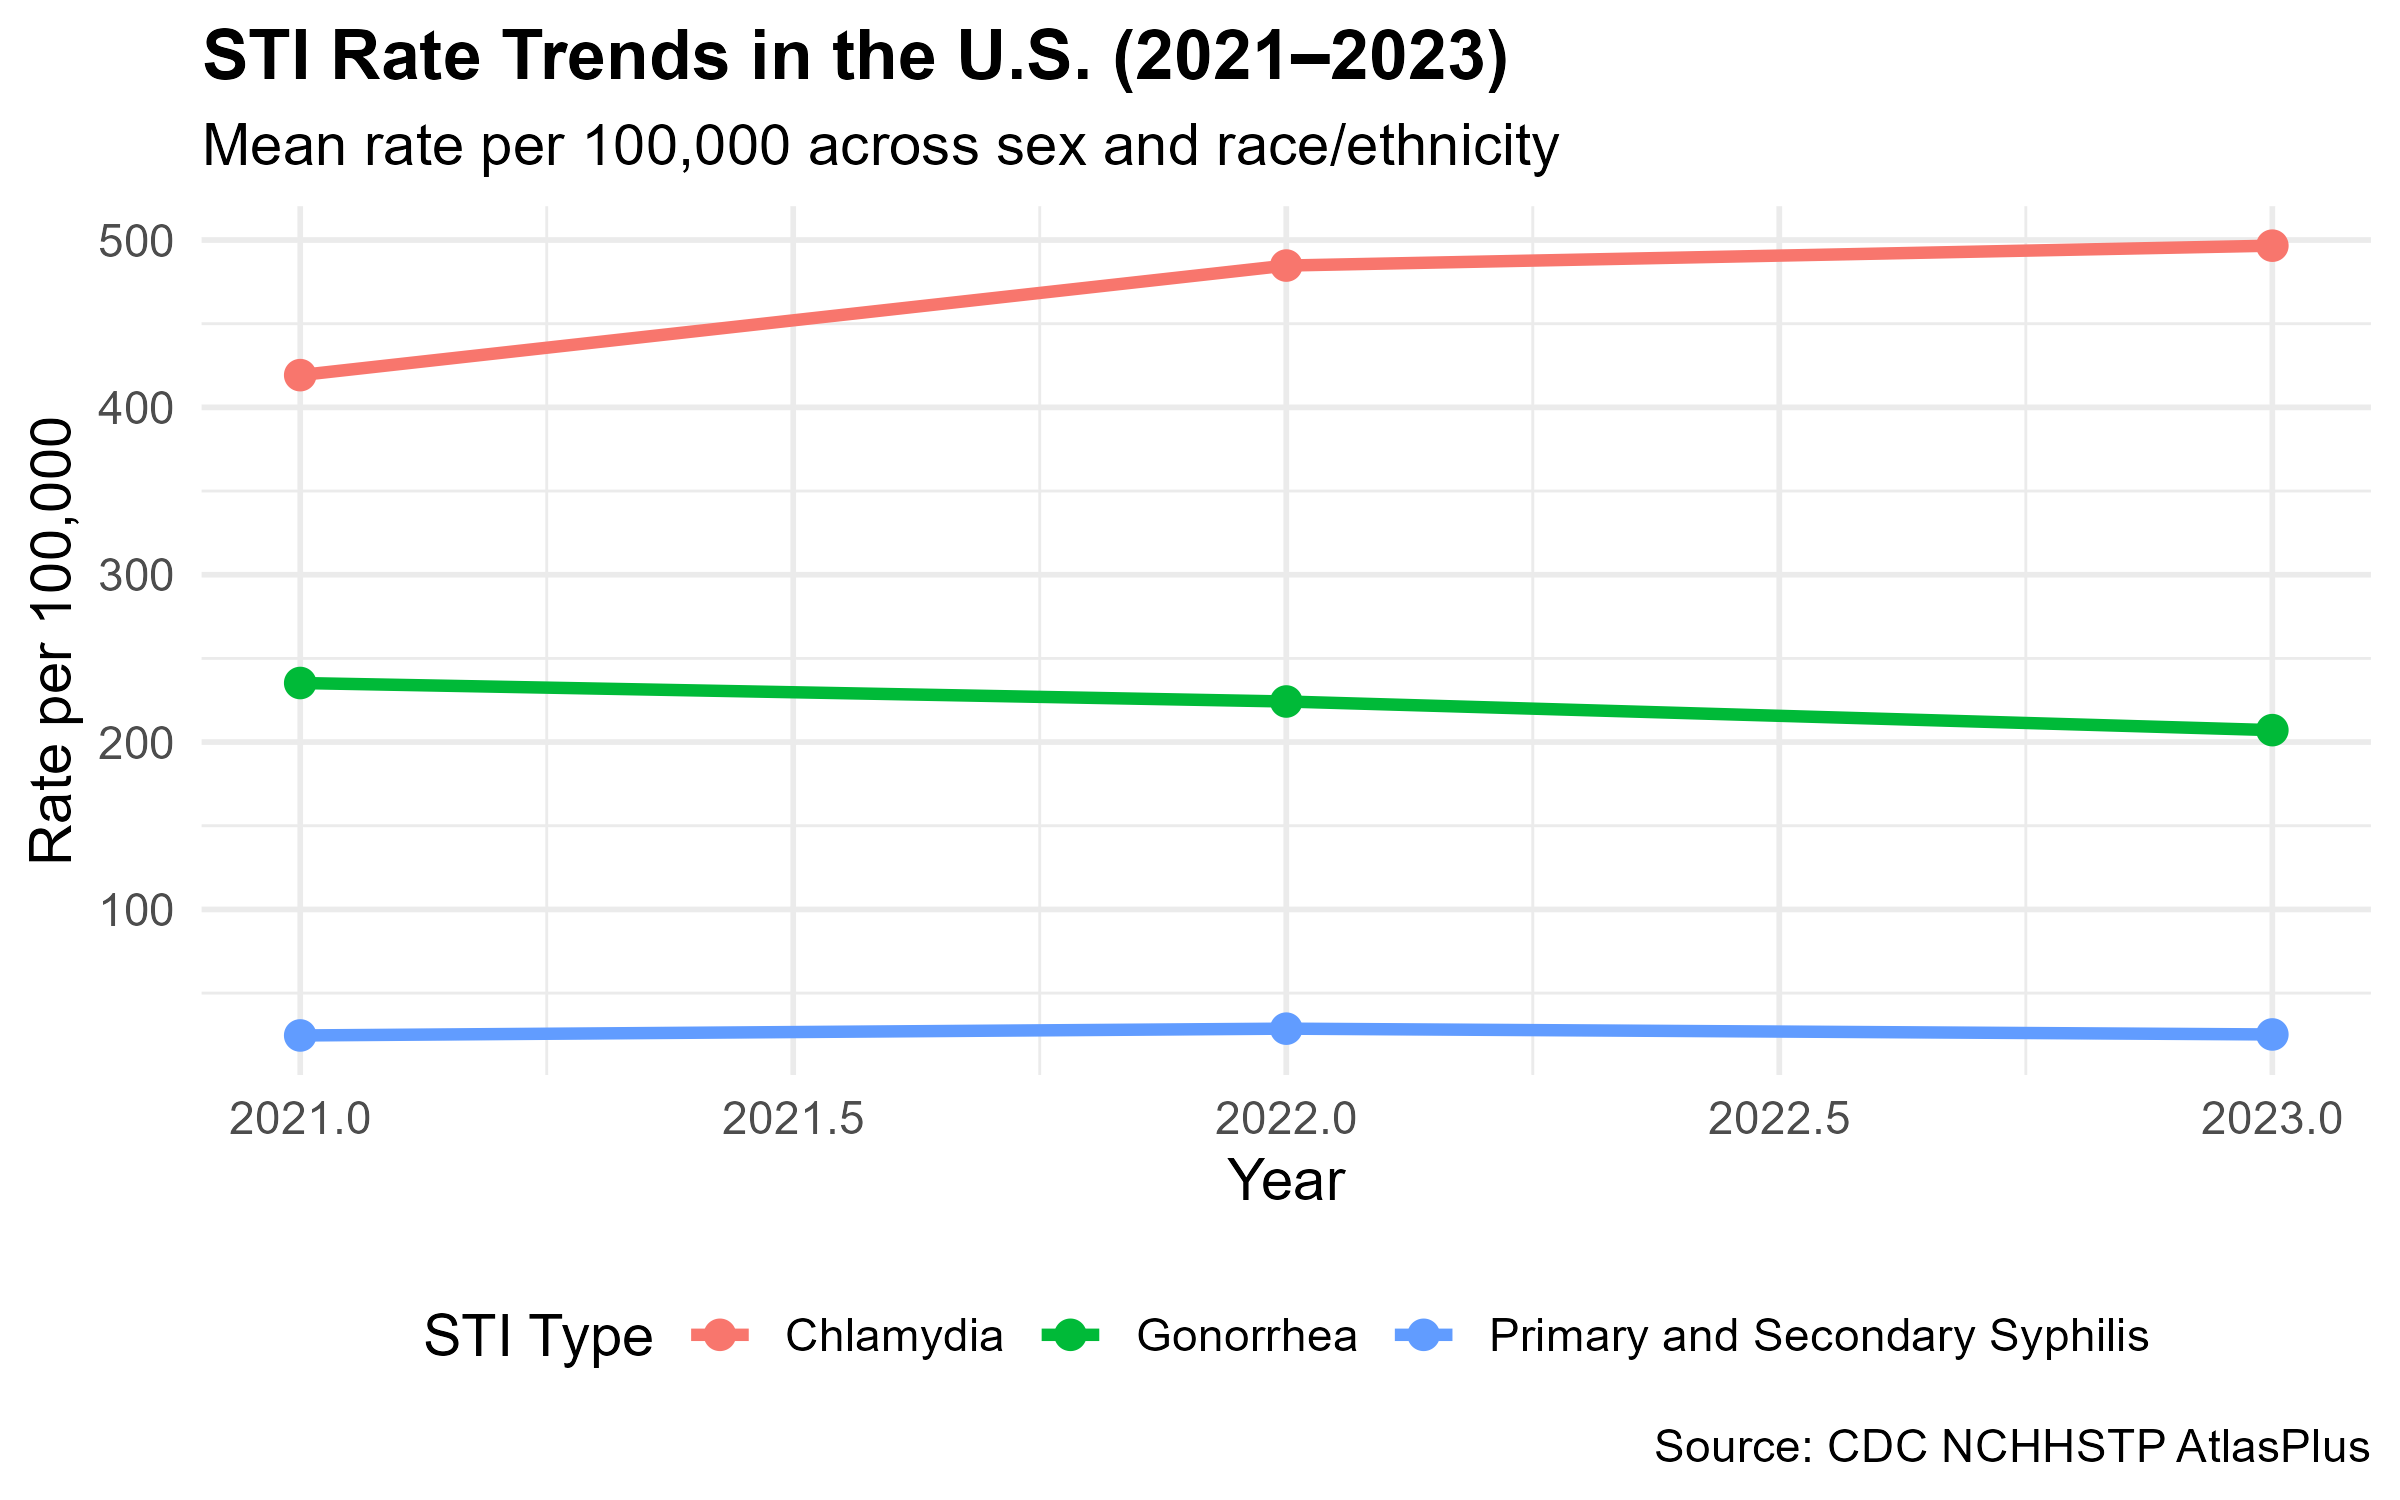 STI Rate Trends in the U.S. (2021–2023)
Mean rate per 100,000 across sex and race/ethnicity
Rate per 100,000
500
400
300
200
100
2021.0 2021.5 2022.0 2022.5 2023.0
Year
STI Type Chlamydia Gonorrhea Primary and Secondary Syphilis
Source: CDC NCHHSTP AtlasPlus